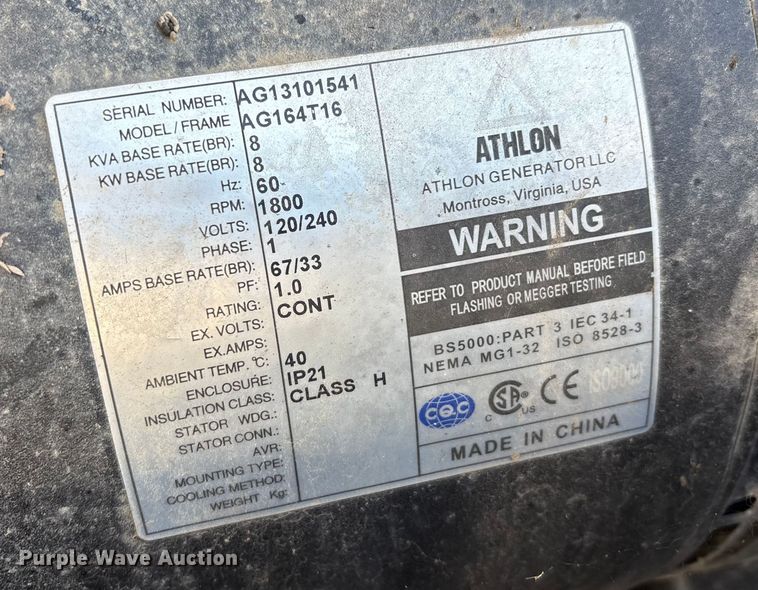 SERIAL NUMBER: AG13101541
MODEL / FRAME AG164T16
KVA BASE RATE(BR): 8
KW BASE RATE(BR): 8
Hz: 60
RPM: 1800
VOLTS: 120/240
PHASE: 1
AMPS BASE RATE(BR): 67/33
PF: 1.0
RATING: CONT
EX. VOLTS:
EX.AMPS:
AMBIENT TEMP. °C: 40
ENCLOSURE: IP21
INSULATION CLASS: CLASS H
STATOR WDG.:
STATOR CONN.:
AVR:
MOUNTING TYPE:
COOLING METHOD:
WEIGHT Kg:
ATHLON
ATHLON GENERATOR LLC
Montross, Virginia, USA
WARNING
REFER TO PRODUCT MANUAL BEFORE FIELD
FLASHING OR MEGGER TESTING
BS5000:PART 3 IEC 34-1
NEMA MG1-32 ISO 8528-3
CQC
C SA US
CE
MADE IN CHINA
Purple Wave Auction